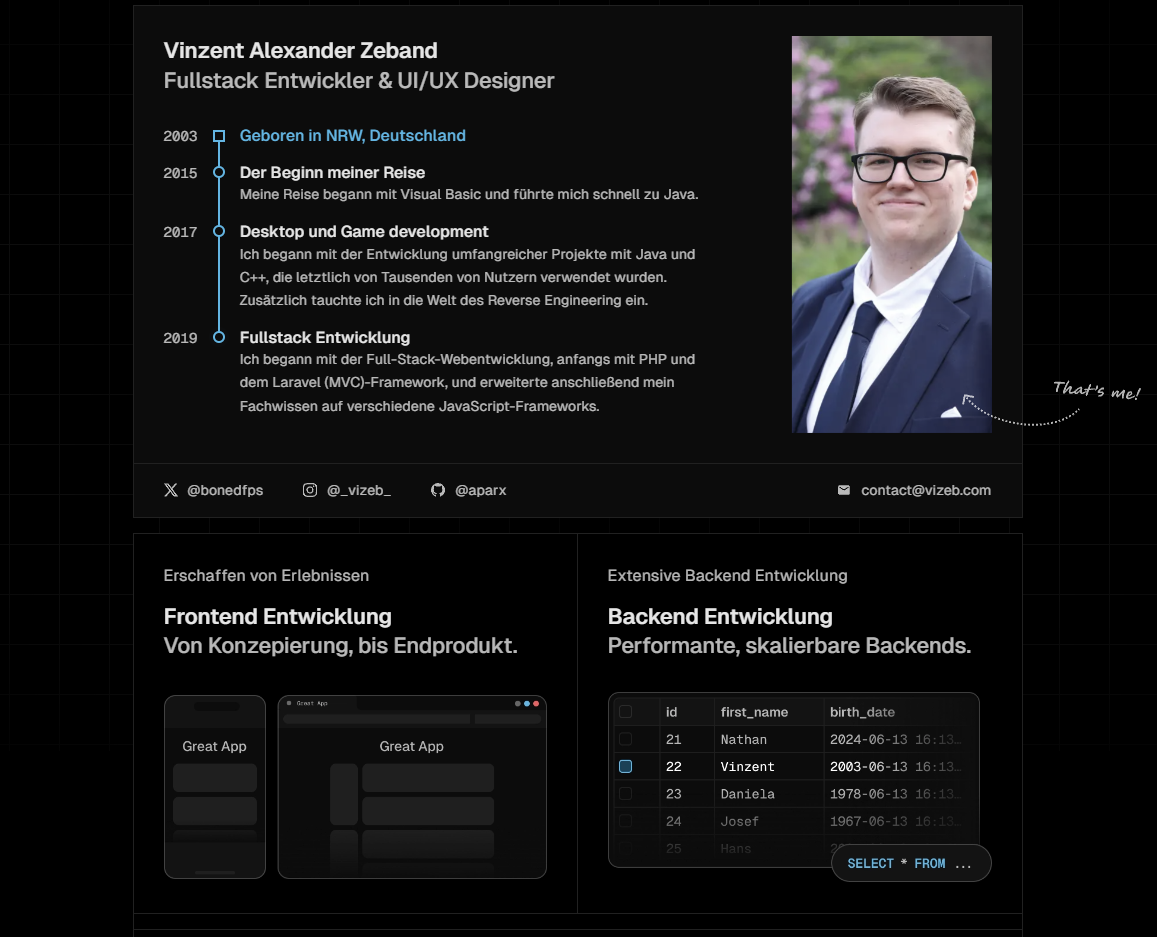 Vinzent Alexander Zeband
Fullstack Entwickler & UI/UX Designer
2003 Geboren in NRW, Deutschland
2015 Der Beginn meiner Reise
Meine Reise begann mit Visual Basic und führte mich schnell zu Java.
2017 Desktop und Game development
Ich begann mit der Entwicklung umfangreicher Projekte mit Java und
C++, die letztlich von Tausenden von Nutzern verwendet wurden.
Zusätzlich tauchte ich in die Welt des Reverse Engineering ein.
2019 Fullstack Entwicklung
Ich begann mit der Full-Stack-Webentwicklung, anfangs mit PHP und
dem Laravel (MVC)-Framework, und erweiterte anschließend mein
Fachwissen auf verschiedene JavaScript-Frameworks.
That's me!
@bonedfps @_vizeb_ @aparx contact@vizeb.com
Erschaffen von Erlebnissen
Frontend Entwicklung
Von Konzepierung, bis Endprodukt.
Great App
Great App
Great App
Extensive Backend Entwicklung
Backend Entwicklung
Performante, skalierbare Backends.
id first_name birth_date
21 Nathan 2024-06-13 16:13…
22 Vinzent 2003-06-13 16:13…
23 Daniela 1978-06-13 16:13…
24 Josef 1967-06-13 16:13…
25 Hans
SELECT * FROM ...